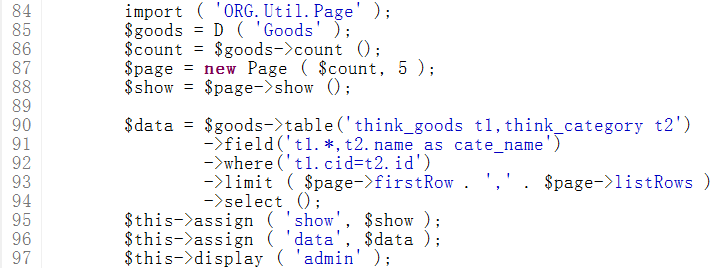 84 import ( 'ORG.Util.Page' );
85 $goods = D ( 'Goods' );
86 $count = $goods->count ();
87 $page = new Page ( $count, 5 );
88 $show = $page->show ();
89
90 $data = $goods->table('think_goods t1,think_category t2')
91 ->field('t1.*,t2.name as cate_name')
92 ->where('t1.cid=t2.id')
93 ->limit ( $page->firstRow . ',' . $page->listRows )
94 ->select ();
95 $this->assign ( 'show', $show );
96 $this->assign ( 'data', $data );
97 $this->display ( 'admin' );